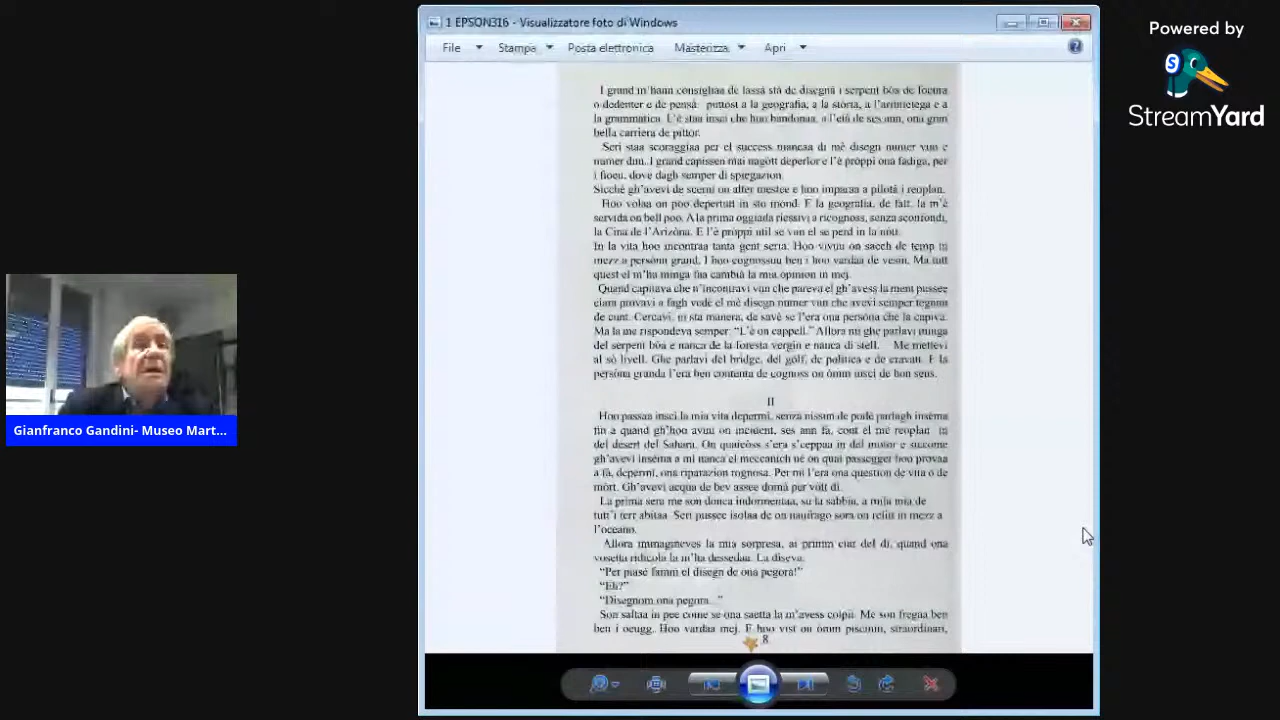 1 EPSON316 - Visualizzatore foto di Windows
File Stampa Posta elettronica Masterizza Apri
Powered by
StreamYard
I grand m'hann consigliaa de lassà stà de disegnà i serpent bòa de foeura
o dedenter e de pensà puttost a la geografia, a la stòria, a l'aritmetega e a
la grammatica. L'è staa insci che hoo bandonaa, a l'età de ses ann, ona gran
bella carriera de pittor.
Seri staa scoraggiaa per el success mancaa di mè disegn numer vun e
numer duu. I grand capissen mai nagòtt deperlor e l'è pròppi ona fadiga, per
i fioeu, dove dagh semper di spiegazion.
Sicchè gh'avevi de scerni on alter mestee e hoo imparaa a pilotà i reoplan.
Hoo volaa on poo depertutt in sto mond. E la geografia, de fatt, la m'è
servida on bell poo. A la prima oggiada riessivi a ricognoss, senza sconfondi,
la Cina de l'Arizòna. E l'è pròppi util se vun el se perd in la nòtt.
In la vita hoo incontraa tanta gent seria. Hoo vivuu on sacch de temp in
mezz a persònn grand. I hoo cognossuu ben i hoo vardaa de vesin. Ma tutt
quest el m'ha minga faa cambià la mia opinion in mej.
Quand capitava che n'incontravi vun che pareva el gh'avess la ment pussee
ciara provavi a fagh vedè el mè disegn numer vun che avevi semper tegnuu
de cunt. Cercavi, in sta manera, de savè se l'era ona persòna che la capiva.
Ma la me rispondeva semper: “L'è on cappell.” Allora mi ghe parlavi minga
del serpent bòa e nanca de la foresta vergin e nanca di stell. Me mettevi
al sò livell. Ghe parlavi del bridge, del golf, de politica e de cravatt. E la
persòna granda l'era ben contenta de cognoss on òmm insci de bon sens.
II
Hoo passaa insci la mia vita depermi, senza nissun de podè parlagh insema
fin a quand gh'hoo avuu on incident, ses ann fà, cont el mè reoplan in
del desert del Sahara. On quaicòss s'era s'ceppaa in del motor e siccome
gh'avevi insèma a mi nanca el meccanich né on quai passegger hoo provaa
a fà, depermi, ona riparazion rognosa. Per mi l'era ona question de vita o de
mòrt. Gh'avevi acqua de bev assee domà per vòtt dì.
La prima sera me son donca indormentaa, su la sabbia, a mila mia de
tutt'i terr abitaa. Seri pussee isolaa de on naufrago sora on relitt in mezz a
l'oceano.
Allora immagineves la mia sorpresa, ai primm ciar del dì, quand ona
vosetta ridicola la m'ha dessedaa. La diseva:
“Per piasè famm el disegn de ona pegora!”
“Eh?”
“Disegnom ona pegora...”
Son saltaa in pee come se ona saetta la m'avess colpii. Me son fregaa ben
ben i oeugg. Hoo vardaa mej. E hoo vist on òmm piscinin, straordinari,
8
Gianfranco Gandini- Museo Mart...